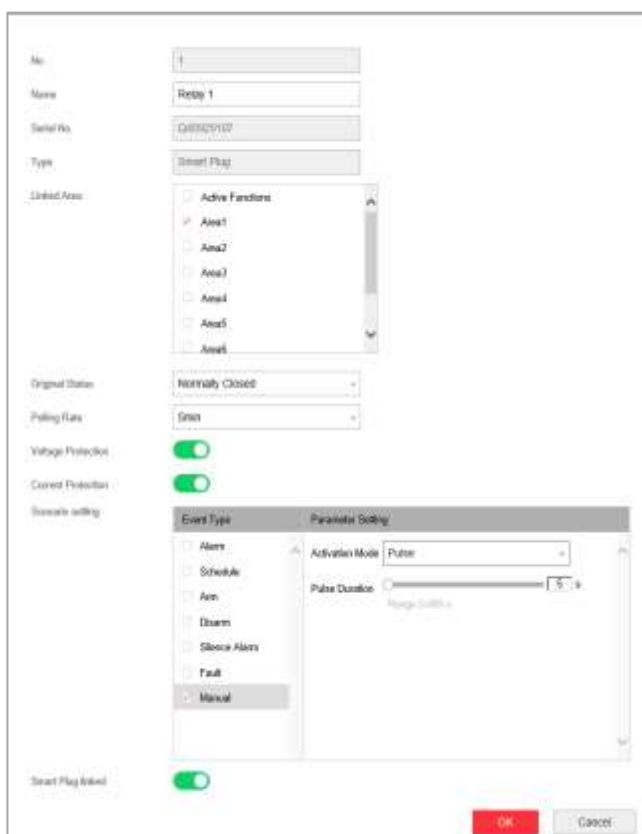 No. 1
Name Relay 1
Serial No.
Type Smart Plug
Linked Area Active Functions
Area1
Area2
Area3
Area4
Area5
Area6
Original Status Normally Closed
Polling Rate 5min
Voltage Protection
Current Protection
Scenario setting Event Type Parameter Setting
Alarm Activation Mode Pulse
Schedule
Arm Pulse Duration 5 s
Disarm
Silence Alarm
Fault
Manual
Smart Plug linked
OK Cancel